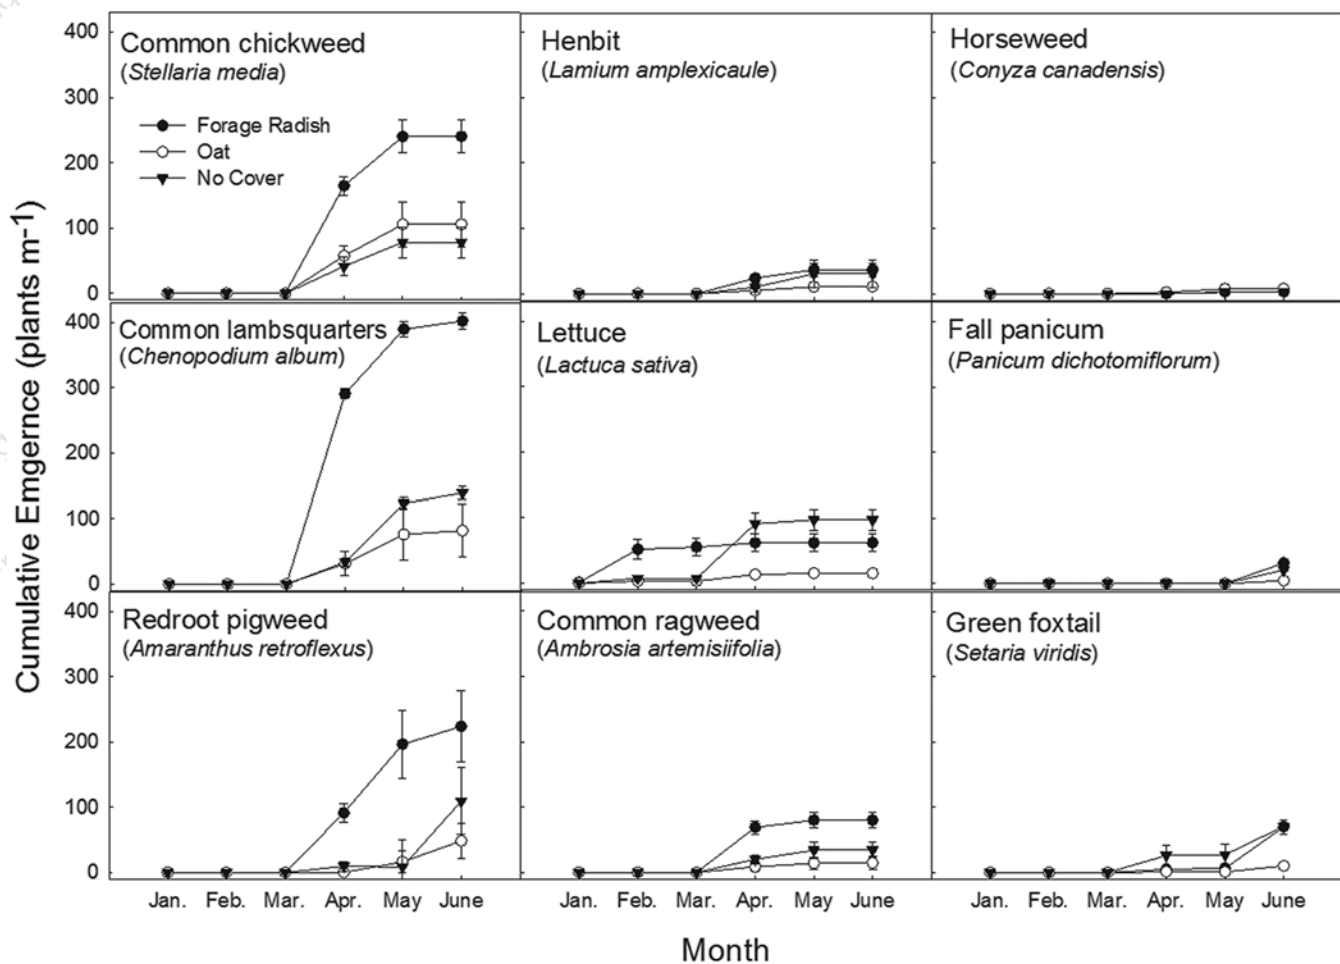 Cumulative Emgernce (plants m-1)
400
300
200
100
0
Common chickweed
(Stellaria media)
Forage Radish
Oat
No Cover
Henbit
(Lamium amplexicaule)
Horseweed
(Conyza canadensis)
400
300
200
100
0
Common lambsquarters
(Chenopodium album)
Lettuce
(Lactuca sativa)
Fall panicum
(Panicum dichotomiflorum)
400
300
200
100
0
Redroot pigweed
(Amaranthus retroflexus)
Common ragweed
(Ambrosia artemisiifolia)
Green foxtail
(Setaria viridis)
Jan. Feb. Mar. Apr. May June
Jan. Feb. Mar. Apr. May June
Jan. Feb. Mar. Apr. May June
Month